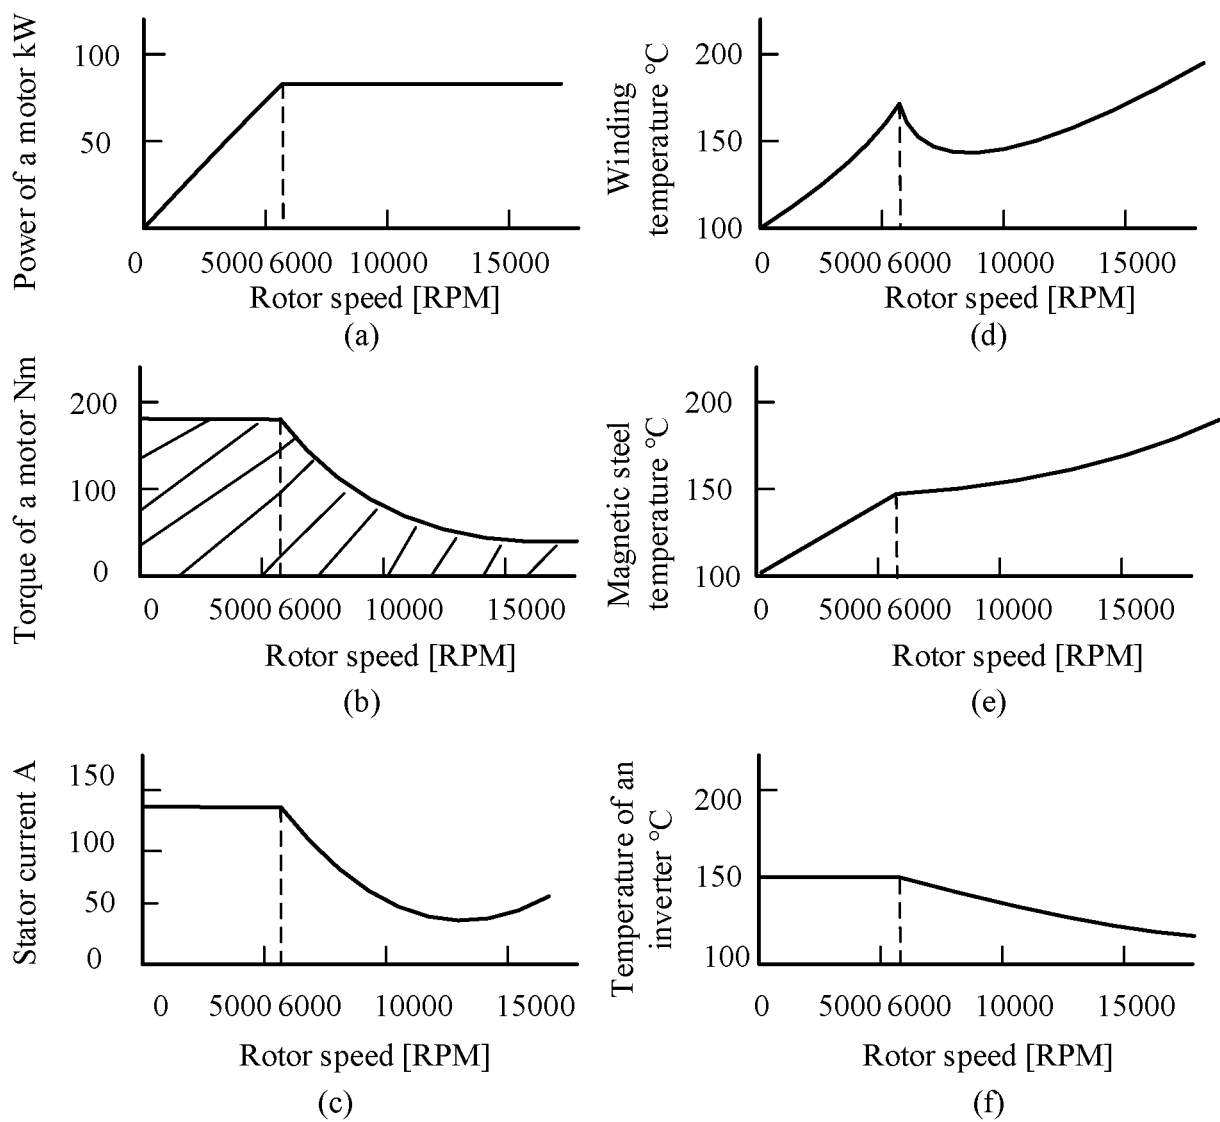 Power of a motor kW
100
50
0
5000 6000
10000
15000
Rotor speed [RPM]
(a)
Winding
temperature °C
200
150
100
0
5000 6000
10000
15000
Rotor speed [RPM]
(d)
Torque of a motor Nm
200
100
0
0
5000 6000
10000
15000
Rotor speed [RPM]
(b)
Magnetic steel
temperature °C
200
150
100
0
5000 6000
10000
15000
Rotor speed [RPM]
(e)
Stator current A
150
100
50
0
0
5000 6000
10000
15000
Rotor speed [RPM]
(c)
Temperature of an
inverter °C
200
150
100
0
5000 6000
10000
15000
Rotor speed [RPM]
(f)